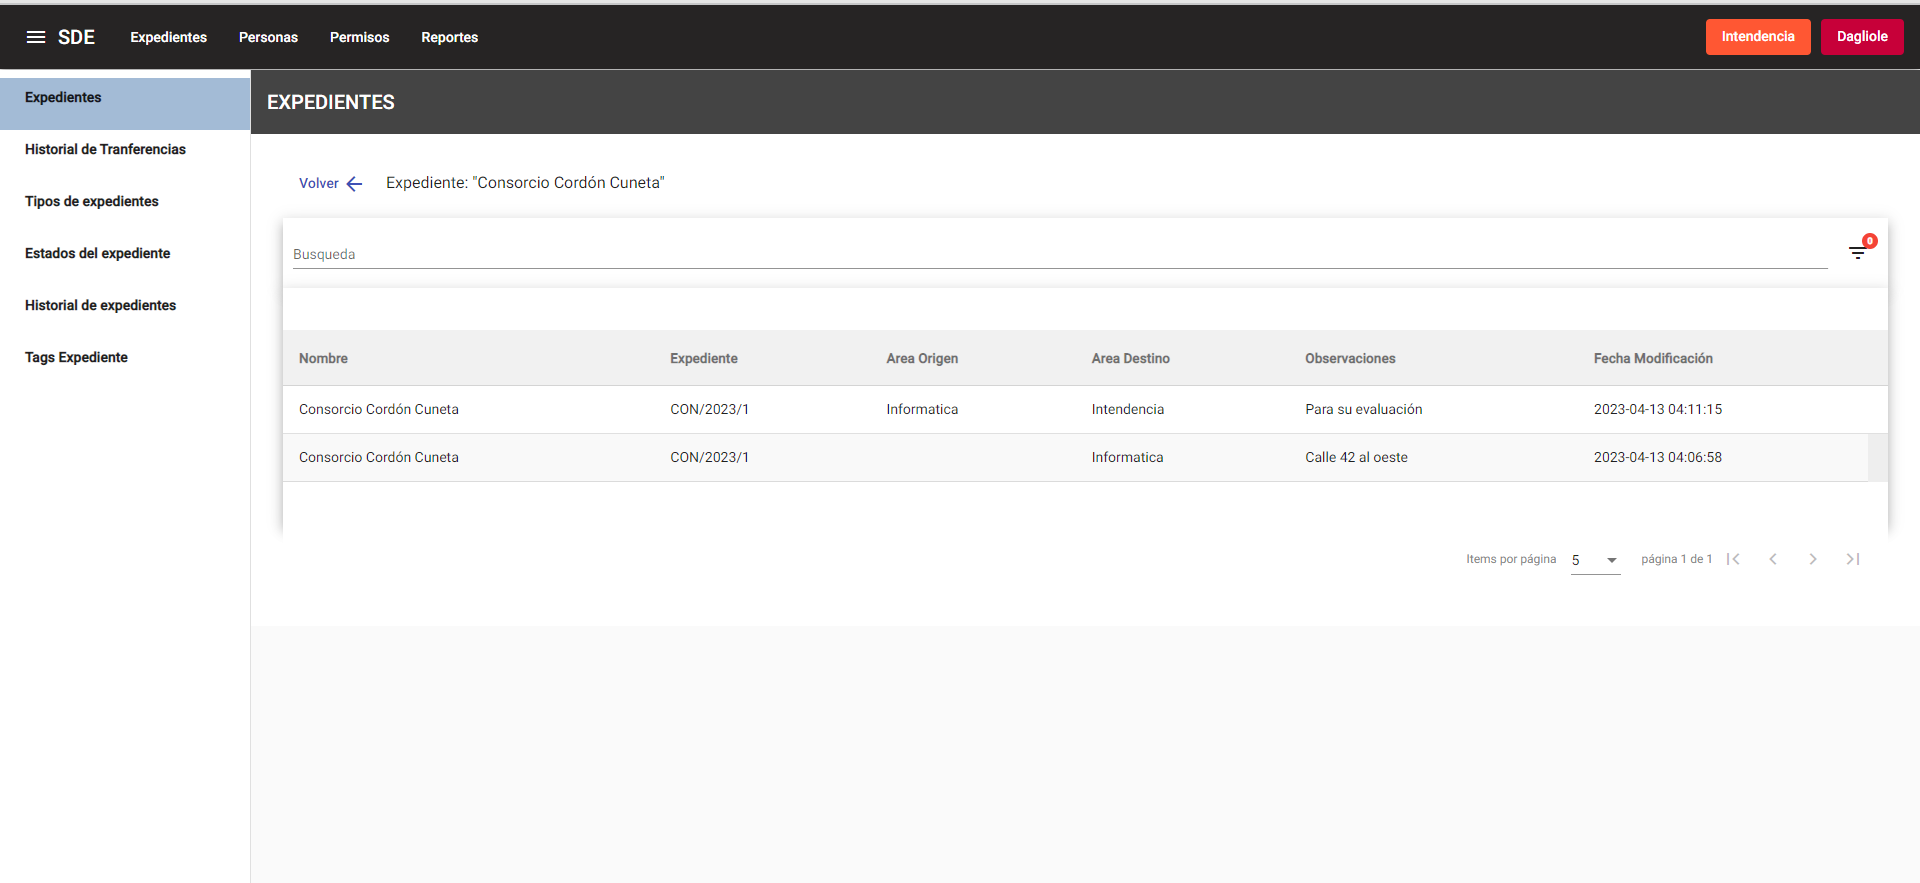 SDE Expedientes Personas Permisos Reportes Intendencia Dagliole
Expedientes
Historial de Tranferencias
Tipos de expedientes
Estados del expediente
Historial de expedientes
Tags Expediente
EXPEDIENTES
Volver Expediente: "Consorcio Cordón Cuneta"
Busqueda 0
Nombre Expediente Area Origen Area Destino Observaciones Fecha Modificación
Consorcio Cordón Cuneta CON/2023/1 Informatica Intendencia Para su evaluación 2023-04-13 04:11:15
Consorcio Cordón Cuneta CON/2023/1 Informatica Calle 42 al oeste 2023-04-13 04:06:58
Items por página 5 página 1 de 1